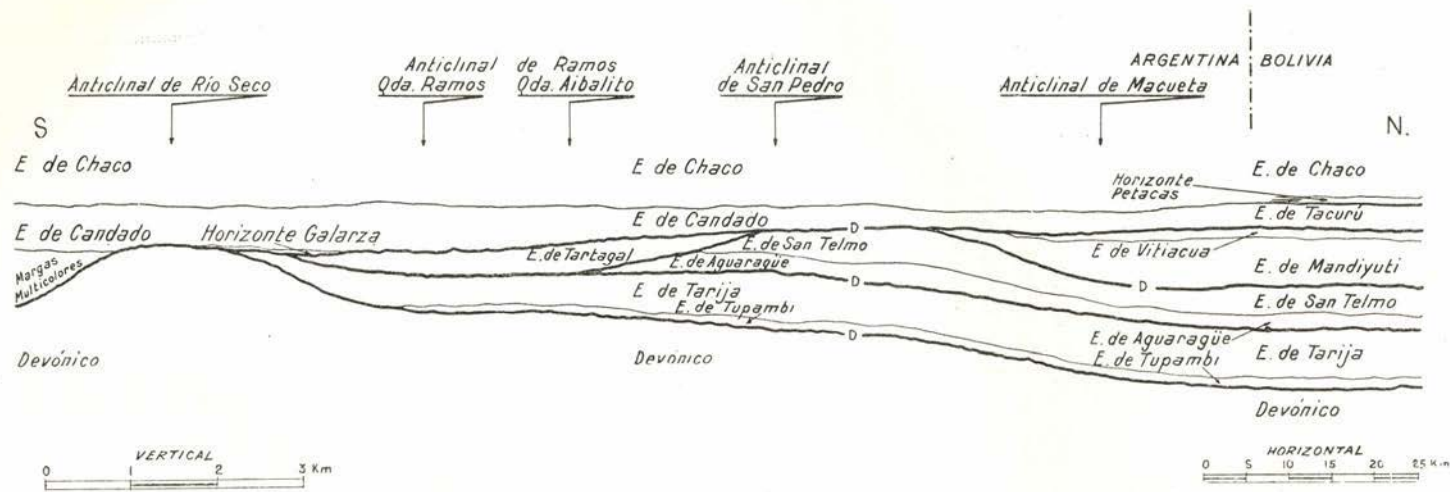 ARGENTINA BOLIVIA
Anticlinal de Río Seco
Anticlinal de Ramos
Qda. Ramos Qda. Aibalito
Anticlinal
de San Pedro
Anticlinal de Macueta
S
N.
E de Chaco
E de Chaco
E. de Chaco
Horizonte
Petacas
E. de Tacurú
E de Candado
Horizonte Galarza
E de Candado
D
E de Vitiacua
Margas
Multicolores
E. de Tartagal
E. de San Telmo
E. de Aguaragüe
E. de Mandiyuti
D
D
E. de San Telmo
E de Tarija
E. de Tupambi
D
E. de Aguaragüe
E. de Tupambi
E. de Tarija
Devónico
Devónico
Devónico
VERTICAL
0 1 2 3 Km
HORIZONTAL
0 5 10 15 20 25 Km